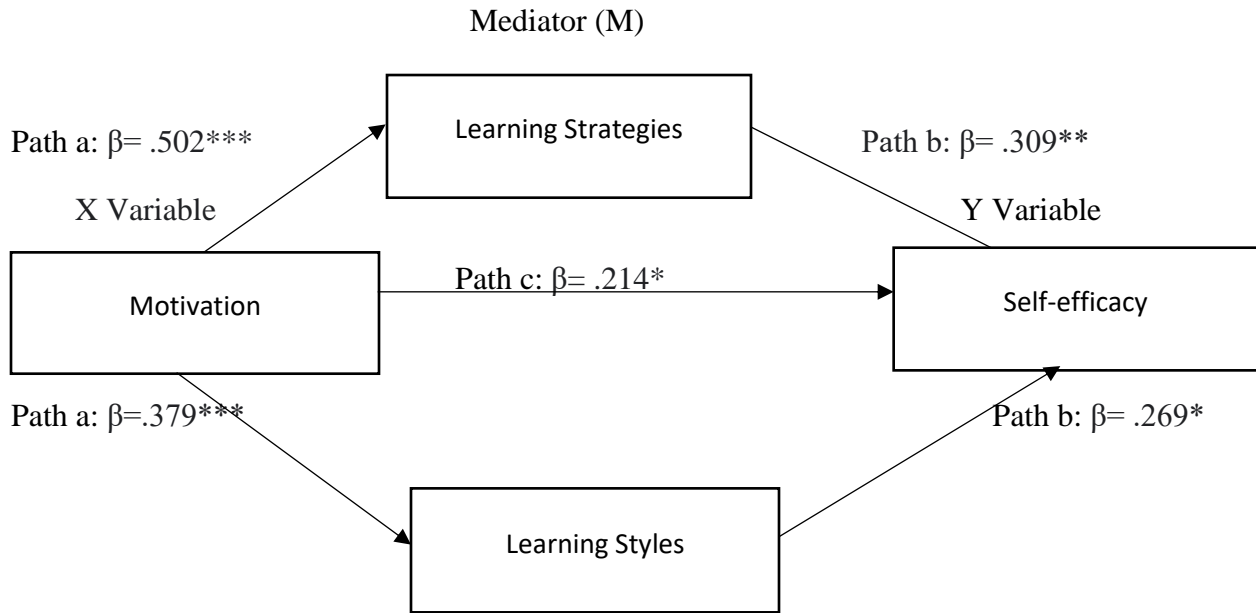 Mediator (M)
Learning Strategies
Path a: β= .502***
Path b: β= .309**
X Variable
Y Variable
Path c: β= .214*
Motivation
Self-efficacy
Path a: β=.379***
Path b: β= .269*
Learning Styles